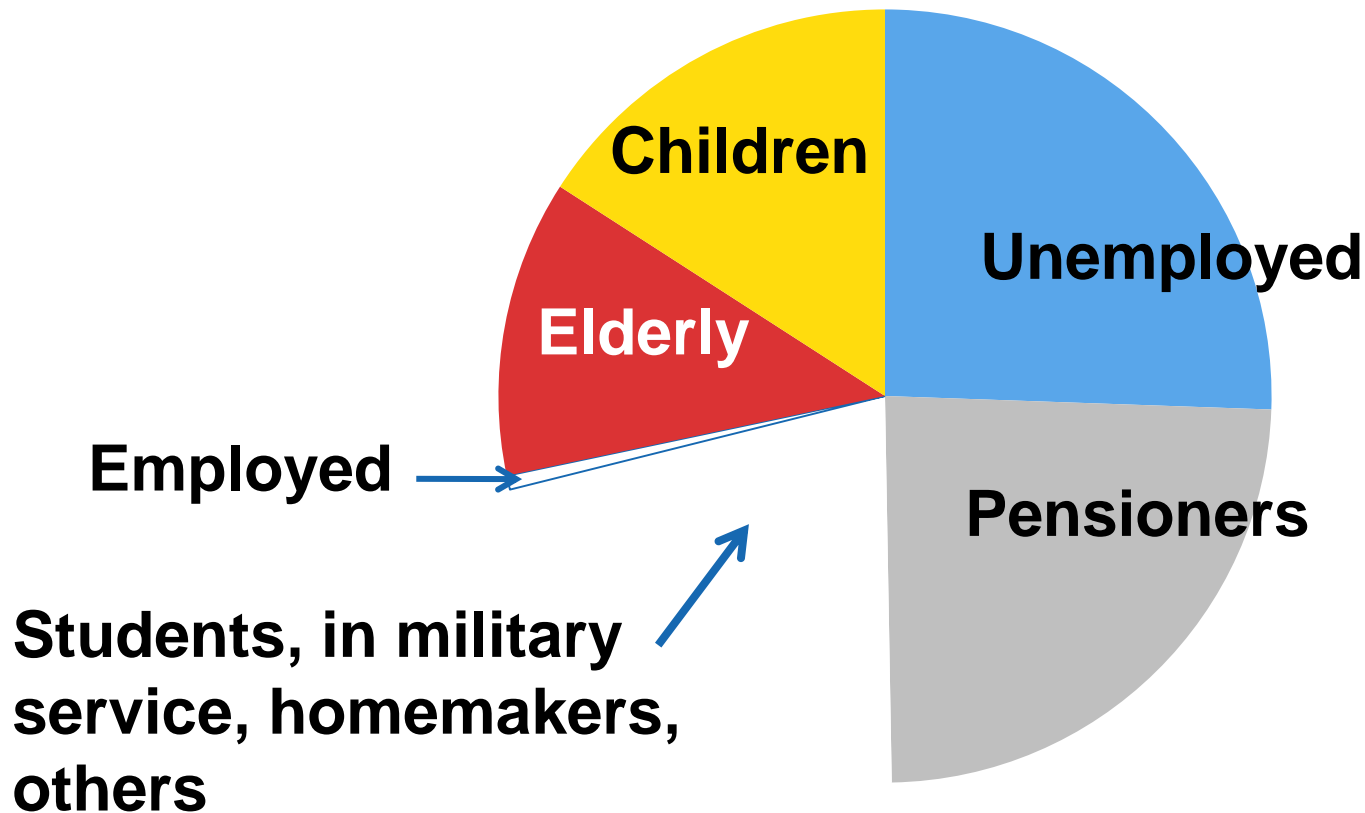 Children
Unemployed
Elderly
Employed
Pensioners
Students, in military
service, homemakers,
others